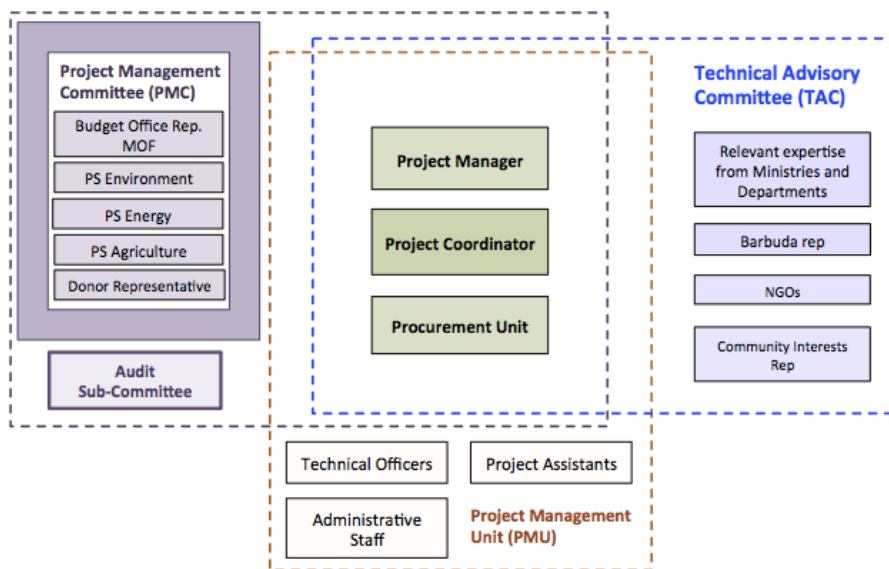 Project Management
Committee (PMC)
Budget Office Rep.
MOF
PS Environment
PS Energy
PS Agriculture
Donor Representative
Audit
Sub-Committee
Project Manager
Project Coordinator
Procurement Unit
Technical Advisory
Committee (TAC)
Relevant expertise
from Ministries and
Departments
Barbuda rep
NGOs
Community Interests
Rep
Technical Officers
Project Assistants
Administrative
Staff
Project Management
Unit (PMU)